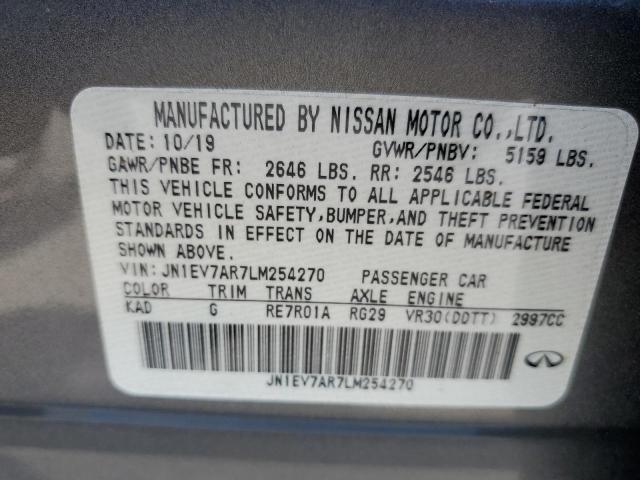 MANUFACTURED BY NISSAN MOTOR CO.,LTD.
DATE: 10/19 GVWR/PNBV: 5159 LBS.
GAWR/PNBE FR: 2646 LBS. RR: 2546 LBS.
THIS VEHICLE CONFORMS TO ALL APPLICABLE FEDERAL
MOTOR VEHICLE SAFETY,BUMPER,AND THEFT PREVENTION
STANDARDS IN EFFECT ON THE DATE OF MANUFACTURE
SHOWN ABOVE.
VIN:JN1EV7AR7LM254270 PASSENGER CAR
COLOR TRIM TRANS AXLE ENGINE
KAD G RE7R01A RG29 VR30(DDTT) 2997CC
JN1EV7AR7LM254270